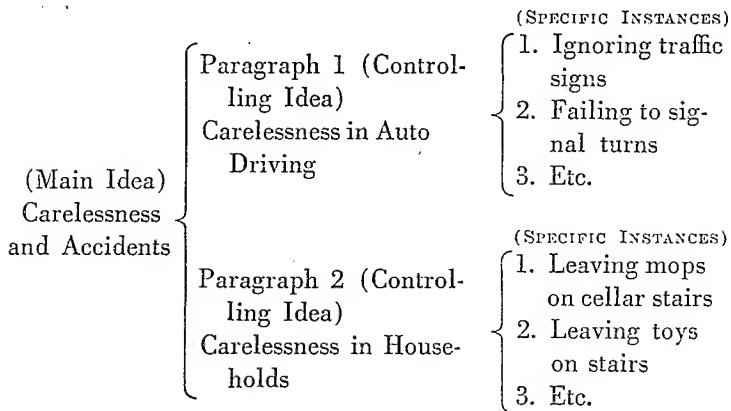 (Main Idea)
Carelessness
and Accidents
Paragraph 1 (Control-
ling Idea)
Carelessness in Auto
Driving
(Specific Instances)
1. Ignoring traffic
signs
2. Failing to sig-
nal turns
3. Etc.
Paragraph 2 (Control-
ling Idea)
Carelessness in House-
holds
(Specific Instances)
1. Leaving mops
on cellar stairs
2. Leaving toys
on stairs
3. Etc.